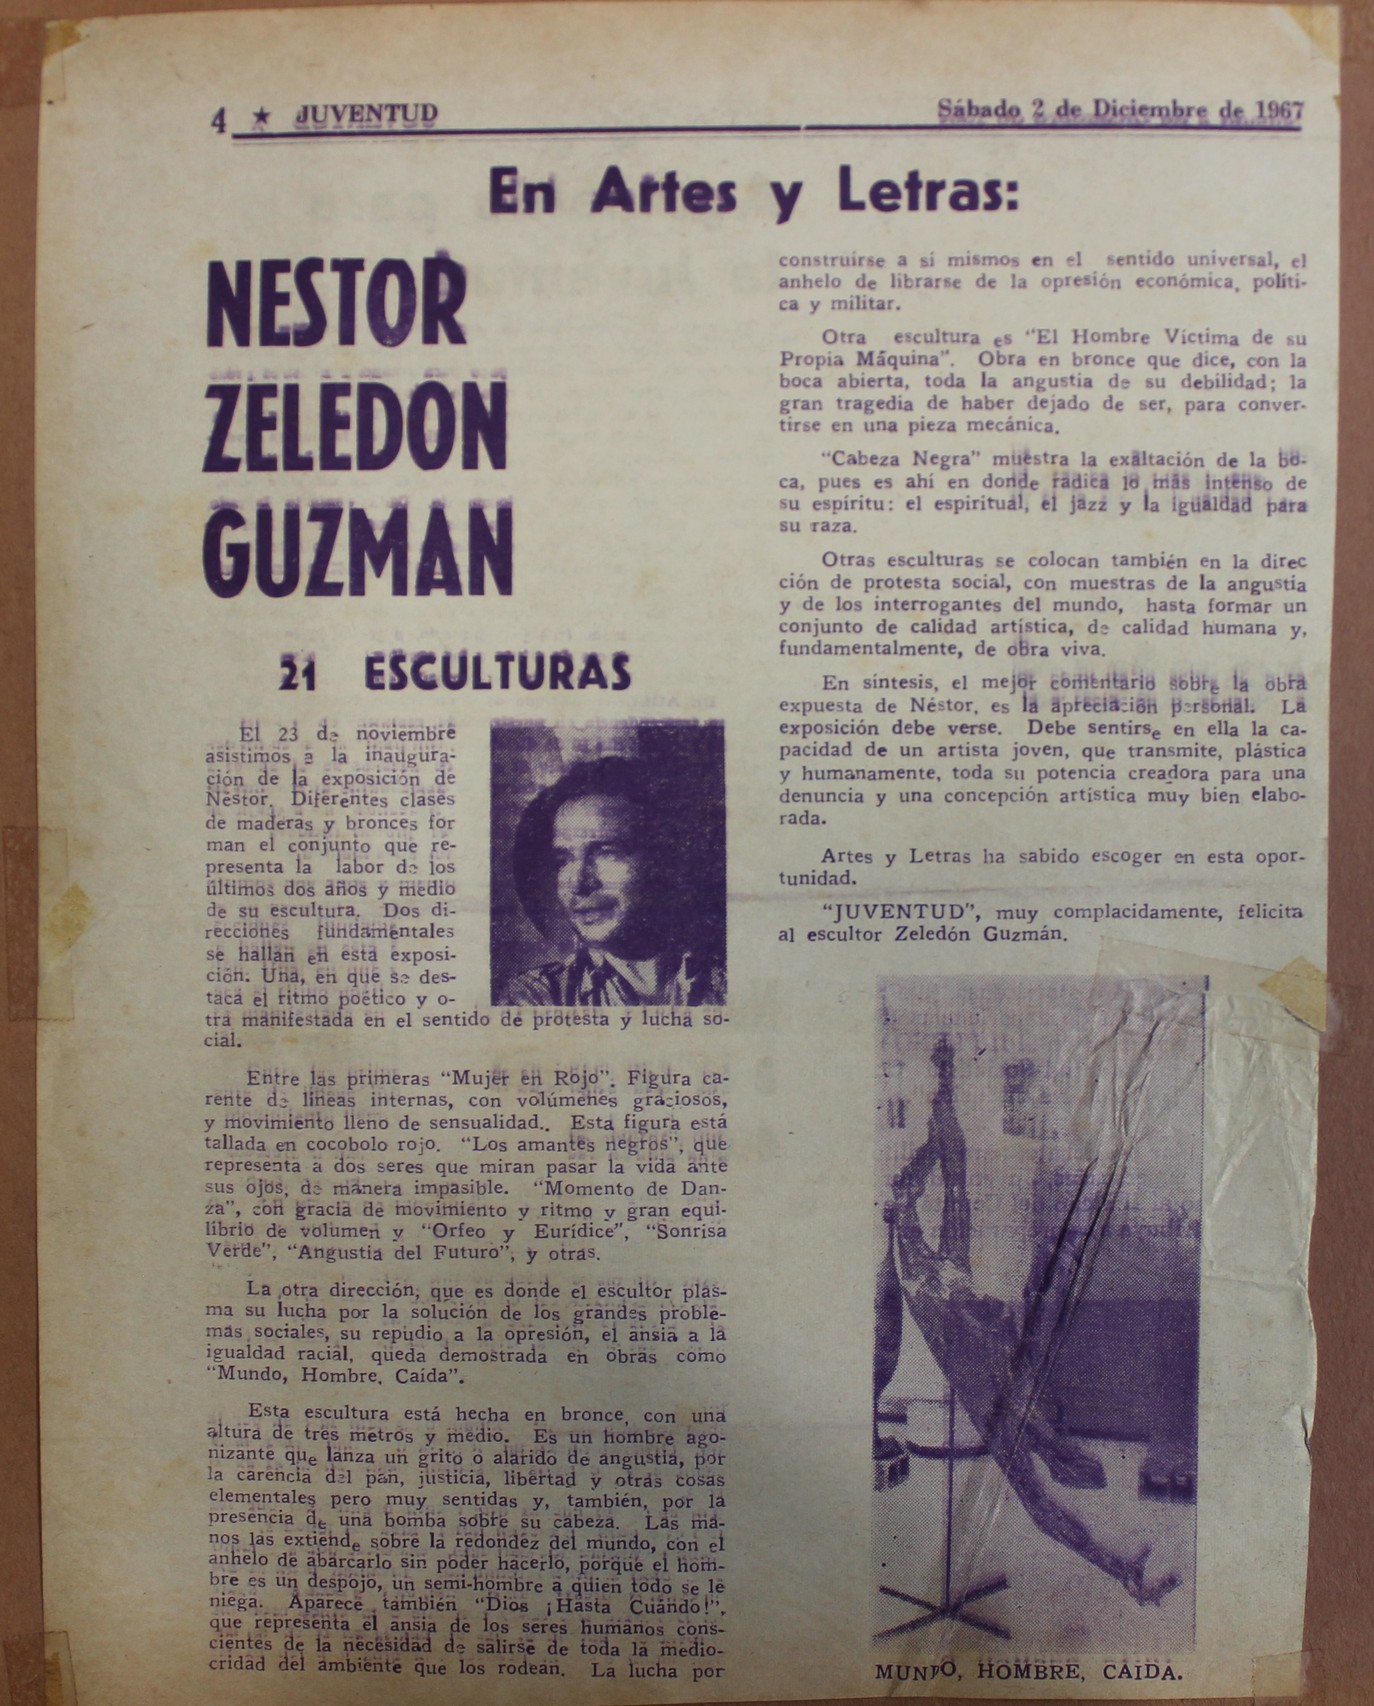 4 ★ JUVENTUD
Sábado 2 de Diciembre de 1967
En Artes y Letras:
NESTOR
ZELEDON
GUZMAN
21 ESCULTURAS
El 23 de noviembre
asistimos a la inaugura-
ción de la exposición de
Néstor. Diferentes clases
de maderas y bronces for
man el conjunto que re-
presenta la labor de los
últimos dos años y medio
de su escultura. Dos di-
recciones fundamentales
se hallan en esta exposi-
ción. Una, en que se des-
taca el ritmo poético y o-
tra manifestada en el sentido de protesta y lucha so-
cial.
Entre las primeras "Mujer en Rojo". Figura ca-
rente de líneas internas, con volúmenes graciosos,
y movimiento lleno de sensualidad.. Esta figura está
tallada en cocobolo rojo. "Los amantes negros", que
representa a dos seres que miran pasar la vida ante
sus ojos, de manera impasible. "Momento de Dan-
za", con gracia de movimiento y ritmo y gran equi-
librio de volumen y "Orfeo y Eurídice", "Sonrisa
Verde", "Angustia del Futuro", y otras.
La otra dirección, que es donde el escultor plas-
ma su lucha por la solución de los grandes proble-
mas sociales, su repudio a la opresión, el ansia a la
igualdad racial, queda demostrada en obras como
"Mundo, Hombre, Caída".
Esta escultura está hecha en bronce, con una
altura de tres metros y medio. Es un hombre ago-
nizante que lanza un grito o alarido de angustia, por
la carencia del pan, justicia, libertad y otras cosas
elementales pero muy sentidas y, también, por la
presencia de una bomba sobre su cabeza. Las ma-
nos las extiende sobre la redondez del mundo, con el
anhelo de abarcarlo sin poder hacerlo, porque el hom-
bre es un despojo, un semi-hombre a quien todo se le
niega. Aparece también "Dios ¡Hasta Cuándo!",
que representa el ansia de los seres humanos cons-
cientes de la necesidad de salirse de toda la medio-
cridad del ambiente que los rodean. La lucha por
construirse a sí mismos en el sentido universal, el
anhelo de librarse de la opresión económica, políti-
ca y militar.
Otra escultura es "El Hombre Víctima de su
Propia Máquina". Obra en bronce que dice, con la
boca abierta, toda la angustia de su debilidad; la
gran tragedia de haber dejado de ser, para conver-
tirse en una pieza mecánica.
"Cabeza Negra" muestra la exaltación de la bo-
ca, pues es ahí en donde radica lo más intenso de
su espíritu: el espiritual, el jazz y la igualdad para
su raza.
Otras esculturas se colocan también en la direc
ción de protesta social, con muestras de la angustia
y de los interrogantes del mundo, hasta formar un
conjunto de calidad artística, de calidad humana y,
fundamentalmente, de obra viva.
En síntesis, el mejor comentario sobre la obra
expuesta de Néstor, es la apreciación personal. La
exposición debe verse. Debe sentirse en ella la ca-
pacidad de un artista joven, que transmite, plástica
y humanamente, toda su potencia creadora para una
denuncia y una concepción artística muy bien elabo-
rada.
Artes y Letras ha sabido escoger en esta opor-
tunidad.
"JUVENTUD", muy complacidamente, felicita
al escultor Zeledón Guzmán.
MUNDO, HOMBRE, CAIDA.